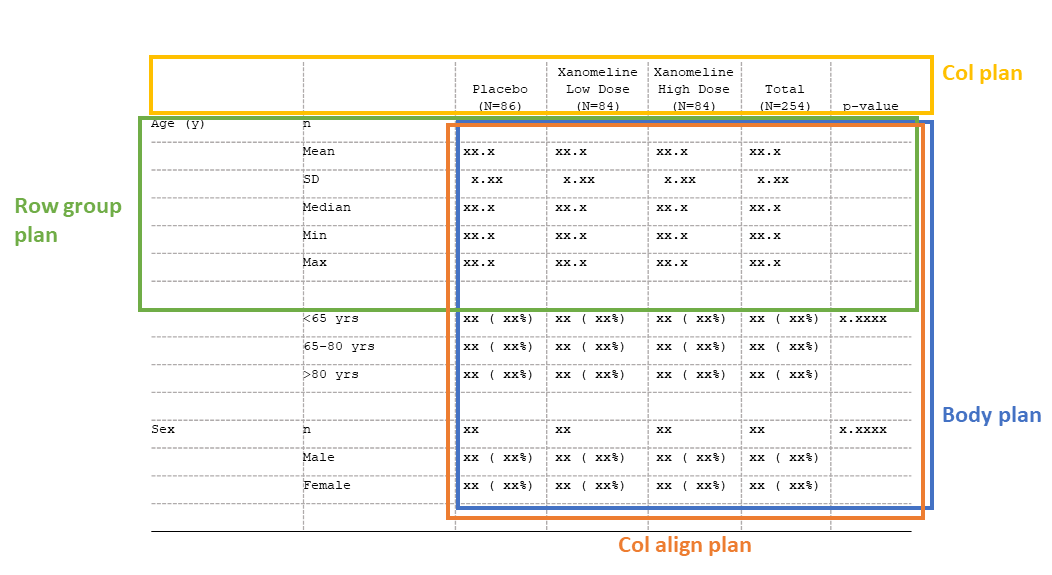 Col plan
Xanomeline Xanomeline
Placebo Low Dose High Dose Total
(N=86) (N=84) (N=84) (N=254) p-value
Age (y) n
Mean xx.x xx.x xx.x xx.x
SD x.xx x.xx x.xx x.xx
Row group plan
Median xx.x xx.x xx.x xx.x
Min xx.x xx.x xx.x xx.x
Max xx.x xx.x xx.x xx.x
<65 yrs xx ( xx%) xx ( xx%) xx ( xx%) xx ( xx%) x.xxxx
65-80 yrs xx ( xx%) xx ( xx%) xx ( xx%) xx ( xx%)
>80 yrs xx ( xx%) xx ( xx%) xx ( xx%) xx ( xx%)
Body plan
Sex n xx xx xx xx x.xxxx
Male xx ( xx%) xx ( xx%) xx ( xx%) xx ( xx%)
Female xx ( xx%) xx ( xx%) xx ( xx%) xx ( xx%)
Col align plan